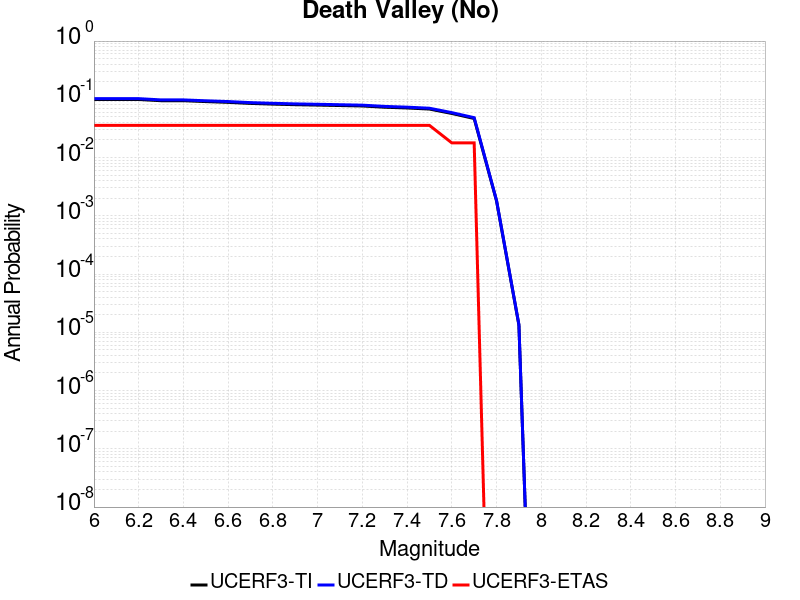 Death Valley (No)
10^0
10^-1
10^-2
10^-3
10^-4
10^-5
10^-6
10^-7
10^-8
Annual Probability
6 6.2 6.4 6.6 6.8 7 7.2 7.4 7.6 7.8 8 8.2 8.4 8.6 8.8 9
Magnitude
UCERF3-TI UCERF3-TD UCERF3-ETAS